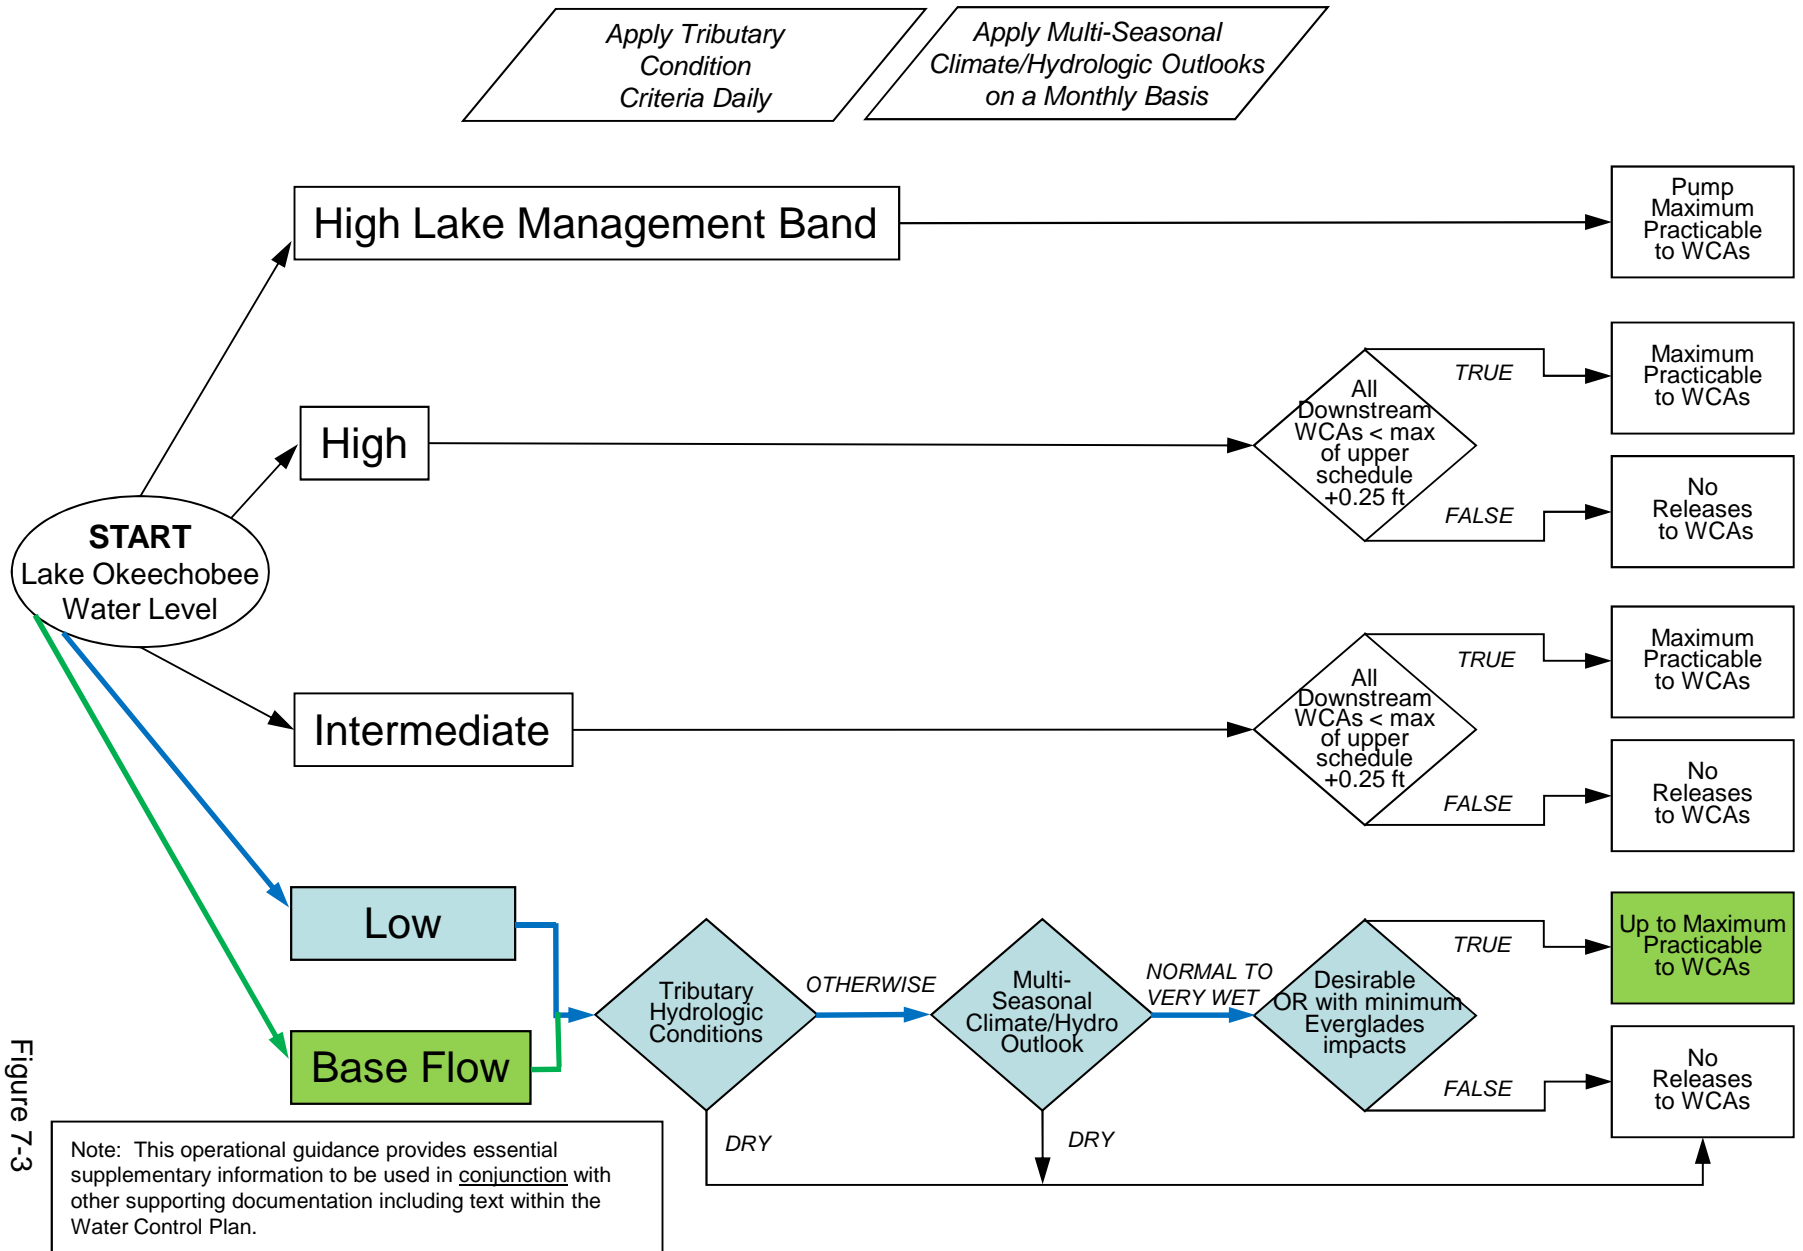 Apply Tributary
Condition
Criteria Daily
Apply Multi-Seasonal
Climate/Hydrologic Outlooks
on a Monthly Basis
High Lake Management Band
Pump
Maximum
Practicable
to WCAs
High
All
Downstream
WCAs < max
of upper
schedule
+0.25 ft
TRUE
Maximum
Practicable
to WCAs
FALSE
No
Releases
to WCAs
START
Lake Okeechobee
Water Level
Intermediate
All
Downstream
WCAs < max
of upper
schedule
+0.25 ft
TRUE
Maximum
Practicable
to WCAs
FALSE
No
Releases
to WCAs
Low
Base Flow
Tributary
Hydrologic
Conditions
OTHERWISE
DRY
Multi-
Seasonal
Climate/Hydro
Outlook
NORMAL TO
VERY WET
DRY
Desirable
OR with minimum
Everglades
impacts
TRUE
Up to Maximum
Practicable
to WCAs
FALSE
No
Releases
to WCAs
Figure 7-3
Note: This operational guidance provides essential
supplementary information to be used in conjunction with
other supporting documentation including text within the
Water Control Plan.